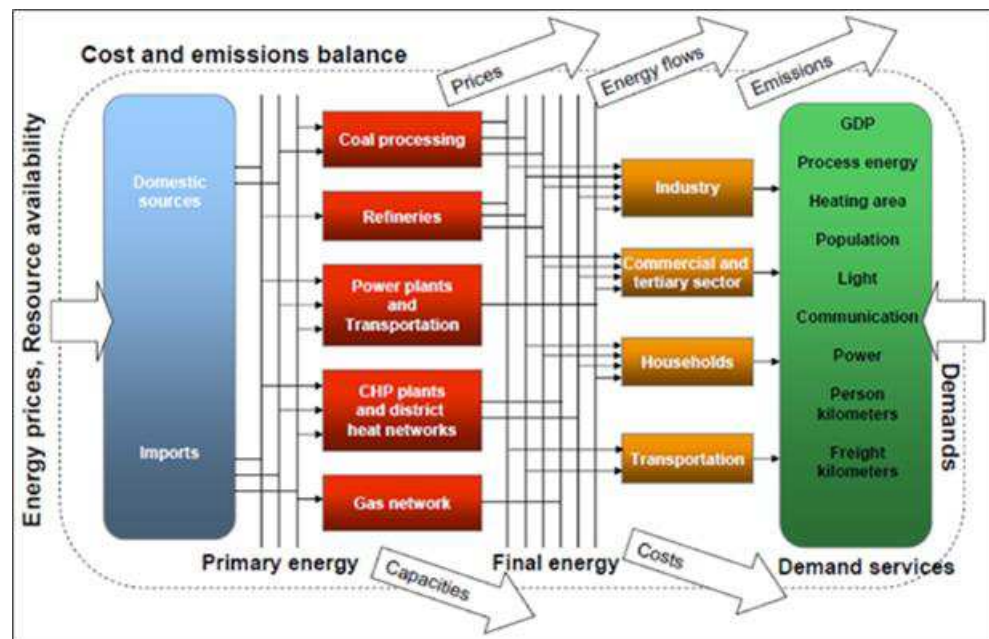 Cost and emissions balance
Prices
Energy flows
Emissions
Energy prices, Resource availability
Domestic
sources
Imports
Primary energy
Coal processing
Refineries
Power plants
and
Transportation
CHP plants
and district
heat networks
Gas network
Capacities
Final energy
Industry
Commercial and
tertiary sector
Households
Transportation
Costs
GDP
Process energy
Heating area
Population
Light
Communication
Power
Person
kilometers
Freight
kilometers
Demand services
Demands